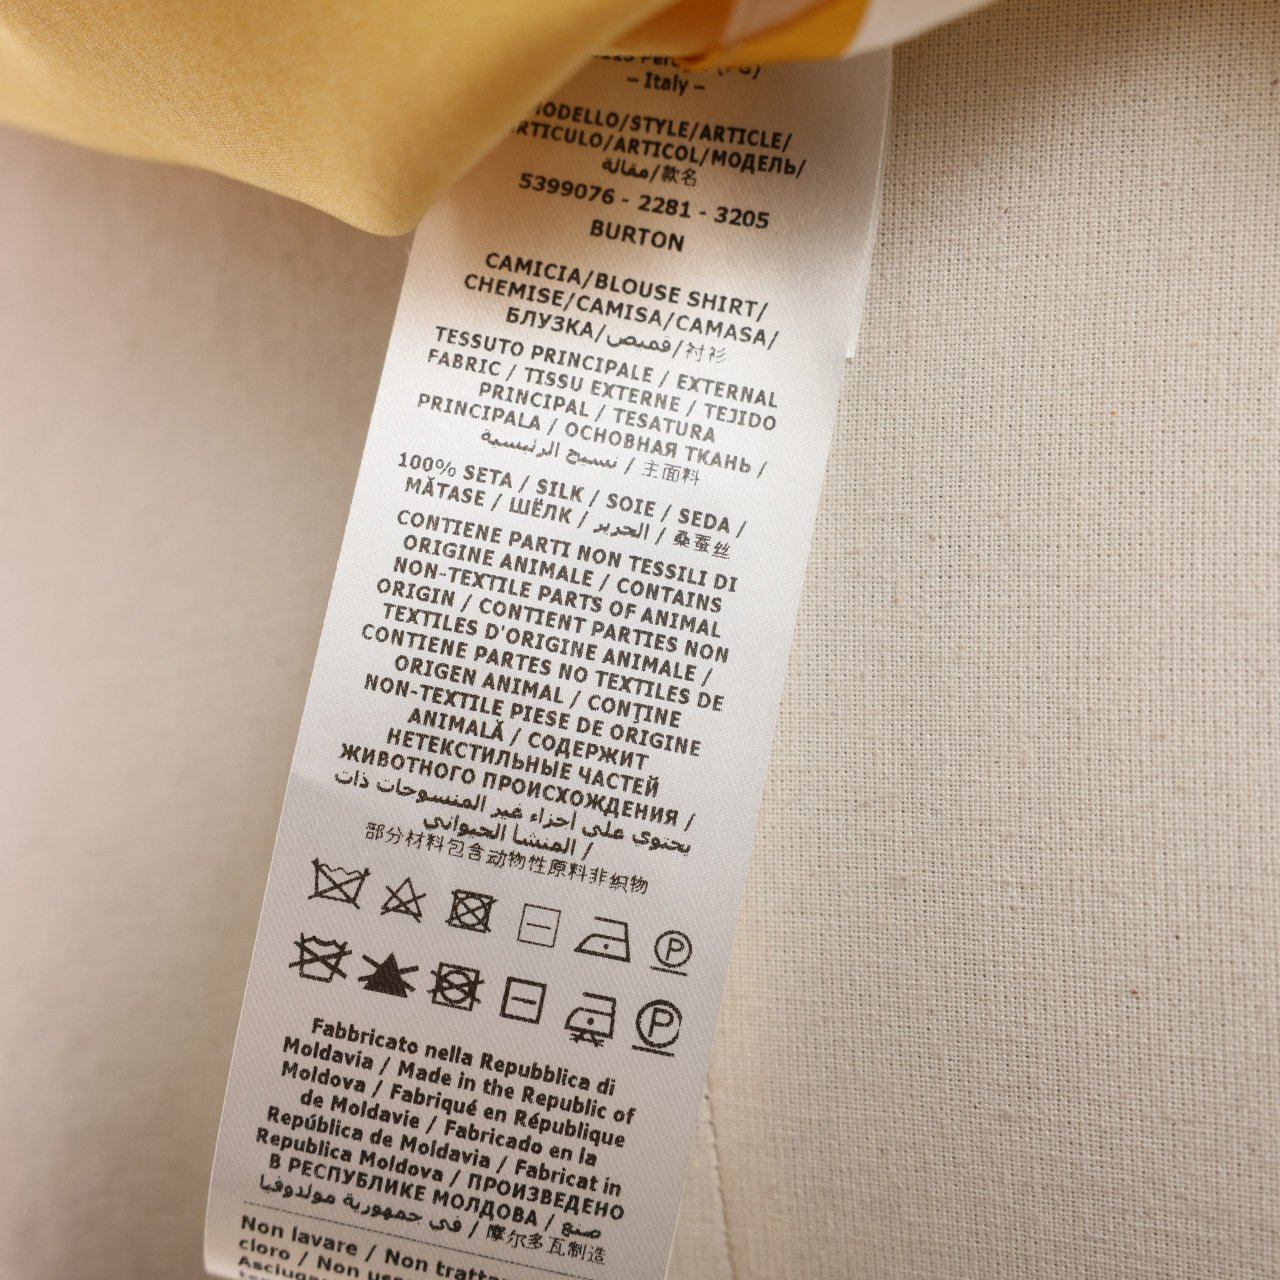 – Italy –
MODELLO/STYLE/ARTICLE/
ARTICULO/ARTICOL/МОДЕЛЬ/
مقالة/款名
5399076 - 2281 - 3205
BURTON
CAMICIA/BLOUSE SHIRT/
CHEMISE/CAMISA/CAMASA/
БЛУЗКА/قميص/衬衫
TESSUTO PRINCIPALE / EXTERNAL
FABRIC / TISSU EXTERNE / TEJIDO
PRINCIPAL / TESATURA
PRINCIPALA / ОСНОВНАЯ ТКАНЬ /
نسيج الرئيسية / 主面料
100% SETA / SILK / SOIE / SEDA /
MĂTASE / ШЁЛК / الحرير / 桑蚕丝
CONTIENE PARTI NON TESSILI DI
ORIGINE ANIMALE / CONTAINS
NON-TEXTILE PARTS OF ANIMAL
ORIGIN / CONTIENT PARTIES NON
TEXTILES D'ORIGINE ANIMALE /
CONTIENE PARTES NO TEXTILES DE
ORIGEN ANIMAL / CONȚINE
NON-TEXTILE PIESE DE ORIGINE
ANIMALĂ / СОДЕРЖИТ
НЕТЕКСТИЛЬНЫЕ ЧАСТЕЙ
ЖИВОТНОГО ПРОИСХОЖДЕНИЯ /
يحتوي على أجزاء غير المنسوجات ذات
المنشأ الحيواني /
部分材料包含动物性原料非织物
P
P
Fabbricato nella Repubblica di
Moldavia / Made in the Republic of
Moldova / Fabriqué en République
de Moldavie / Fabricado en la
República de Moldavia / Fabricat in
Republica Moldova / ПРОИЗВЕДЕНО
В РЕСПУБЛИКЕ МОЛДОВА / صنع
في جمهورية مولدوفيا / 摩尔多瓦制造
Non lavare / Non trattare
cloro / Non